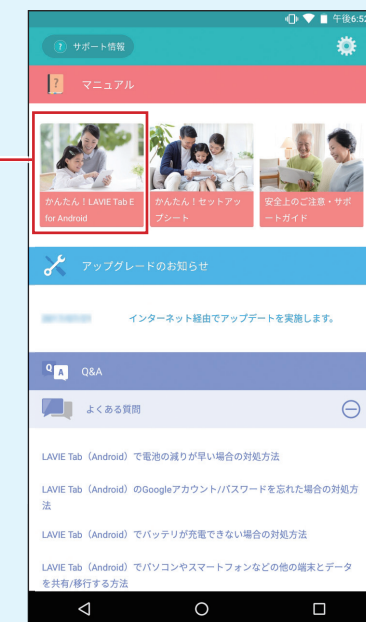 午後6:52
? サポート情報
? マニュアル
かんたん！LAVIE Tab E
for Android
かんたん！セットアッ
プシート
安全上のご注意・サポ
ートガイド
アップグレードのお知らせ
インターネット経由でアップデートを実施します。
Q A Q&A
よくある質問
LAVIE Tab（Android）で電池の減りが早い場合の対処方法
LAVIE Tab（Android）のGoogleアカウント/パスワードを忘れた場合の対処方
法
LAVIE Tab（Android）でバッテリが充電できない場合の対処方法
LAVIE Tab（Android）でパソコンやスマートフォンなどの他の端末とデータ
を共有/移行する方法